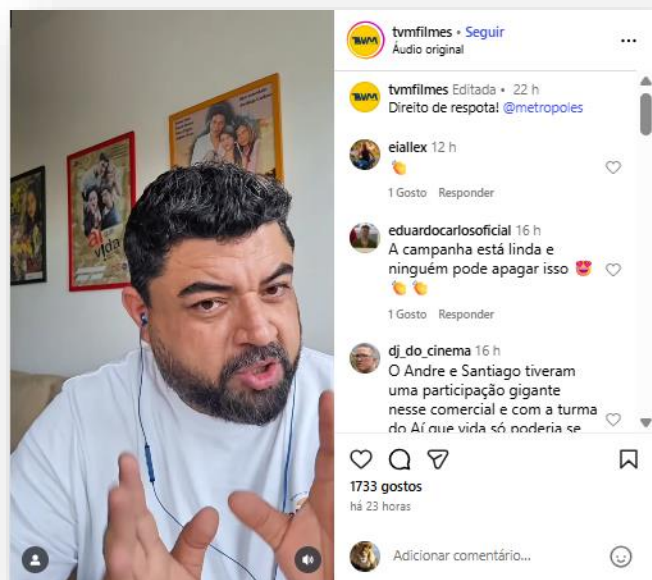 tvmfilmes • Seguir
Áudio original
tvmfilmes Editada • 22 h
Direito de respota! @metropoles
eiallex 12 h
👏
1 Gosto Responder
eduardocarlosoficial 16 h
A campanha está linda e
ninguém pode apagar isso 😍
👏 👏
1 Gosto Responder
dj_do_cinema 16 h
O Andre e Santiago tiveram
uma participação gigante
nesse comercial e com a turma
do Aí que vida só poderia se
1733 gostos
há 23 horas
Adicionar comentário...
aí
vida